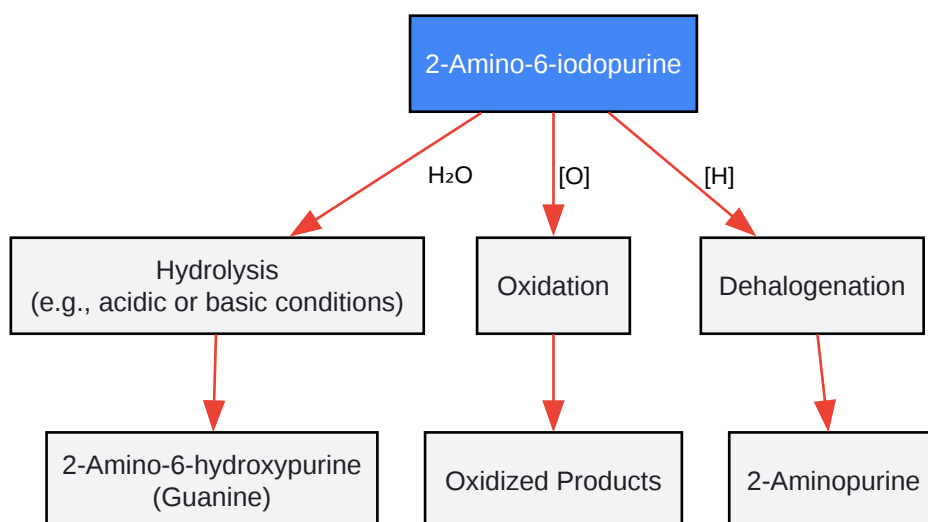 2-Amino-6-iodopurine
H₂O
[O]
[H]
Hydrolysis
(e.g., acidic or basic conditions)
Oxidation
Dehalogenation
2-Amino-6-hydroxypurine
(Guanine)
Oxidized Products
2-Aminopurine